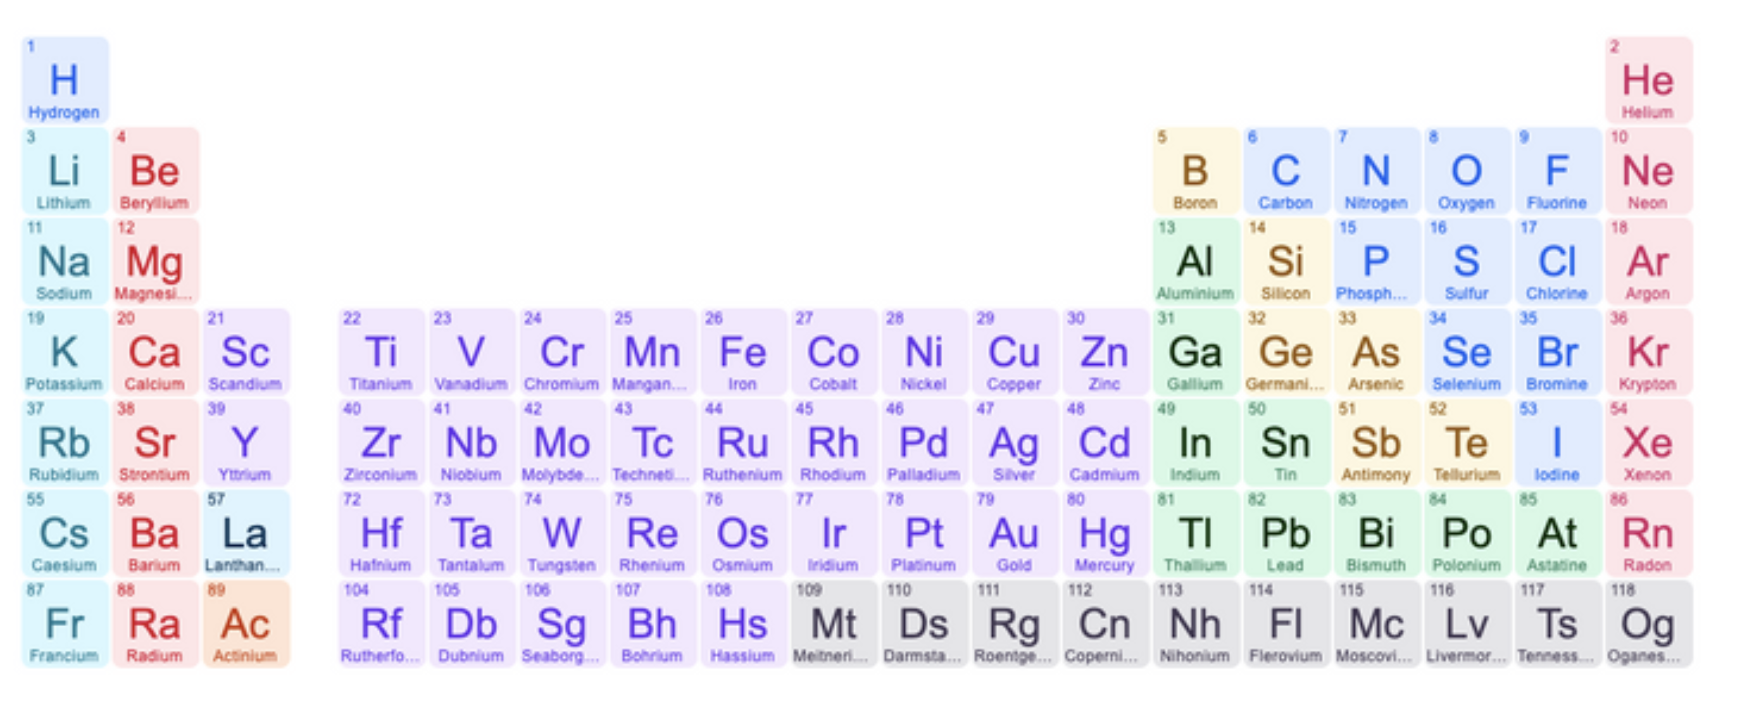 1 2
H He
Hydrogen Helium
3 4 5 6 7 8 9 10
Li Be B C N O F Ne
Lithium Beryllium Boron Carbon Nitrogen Oxygen Fluorine Neon
11 12 13 14 15 16 17 18
Na Mg Al Si P S Cl Ar
Sodium Magnesi... Aluminium Silicon Phosph... Sulfur Chlorine Argon
19 20 21 22 23 24 25 26 27 28 29 30 31 32 33 34 35 36
K Ca Sc Ti V Cr Mn Fe Co Ni Cu Zn Ga Ge As Se Br Kr
Potassium Calcium Scandium Titanium Vanadium Chromium Mangan... Iron Cobalt Nickel Copper Zinc Gallium Germani... Arsenic Selenium Bromine Krypton
37 38 39 40 41 42 43 44 45 46 47 48 49 50 51 52 53 54
Rb Sr Y Zr Nb Mo Tc Ru Rh Pd Ag Cd In Sn Sb Te I Xe
Rubidium Strontium Yttrium Zirconium Niobium Molybde... Techneti... Ruthenium Rhodium Palladium Silver Cadmium Indium Tin Antimony Tellurium Iodine Xenon
55 56 57 72 73 74 75 76 77 78 79 80 81 82 83 84 85 86
Cs Ba La Hf Ta W Re Os Ir Pt Au Hg Tl Pb Bi Po At Rn
Caesium Barium Lanthan... Hafnium Tantalum Tungsten Rhenium Osmium Iridium Platinum Gold Mercury Thallium Lead Bismuth Polonium Astatine Radon
87 88 89 104 105 106 107 108 109 110 111 112 113 114 115 116 117 118
Fr Ra Ac Rf Db Sg Bh Hs Mt Ds Rg Cn Nh Fl Mc Lv Ts Og
Francium Radium Actinium Rutherfo... Dubnium Seaborg... Bohrium Hassium Meitneri... Darmsta... Roentge... Coperni... Nihonium Flerovium Moscovi... Livermor... Tenness... Oganes...